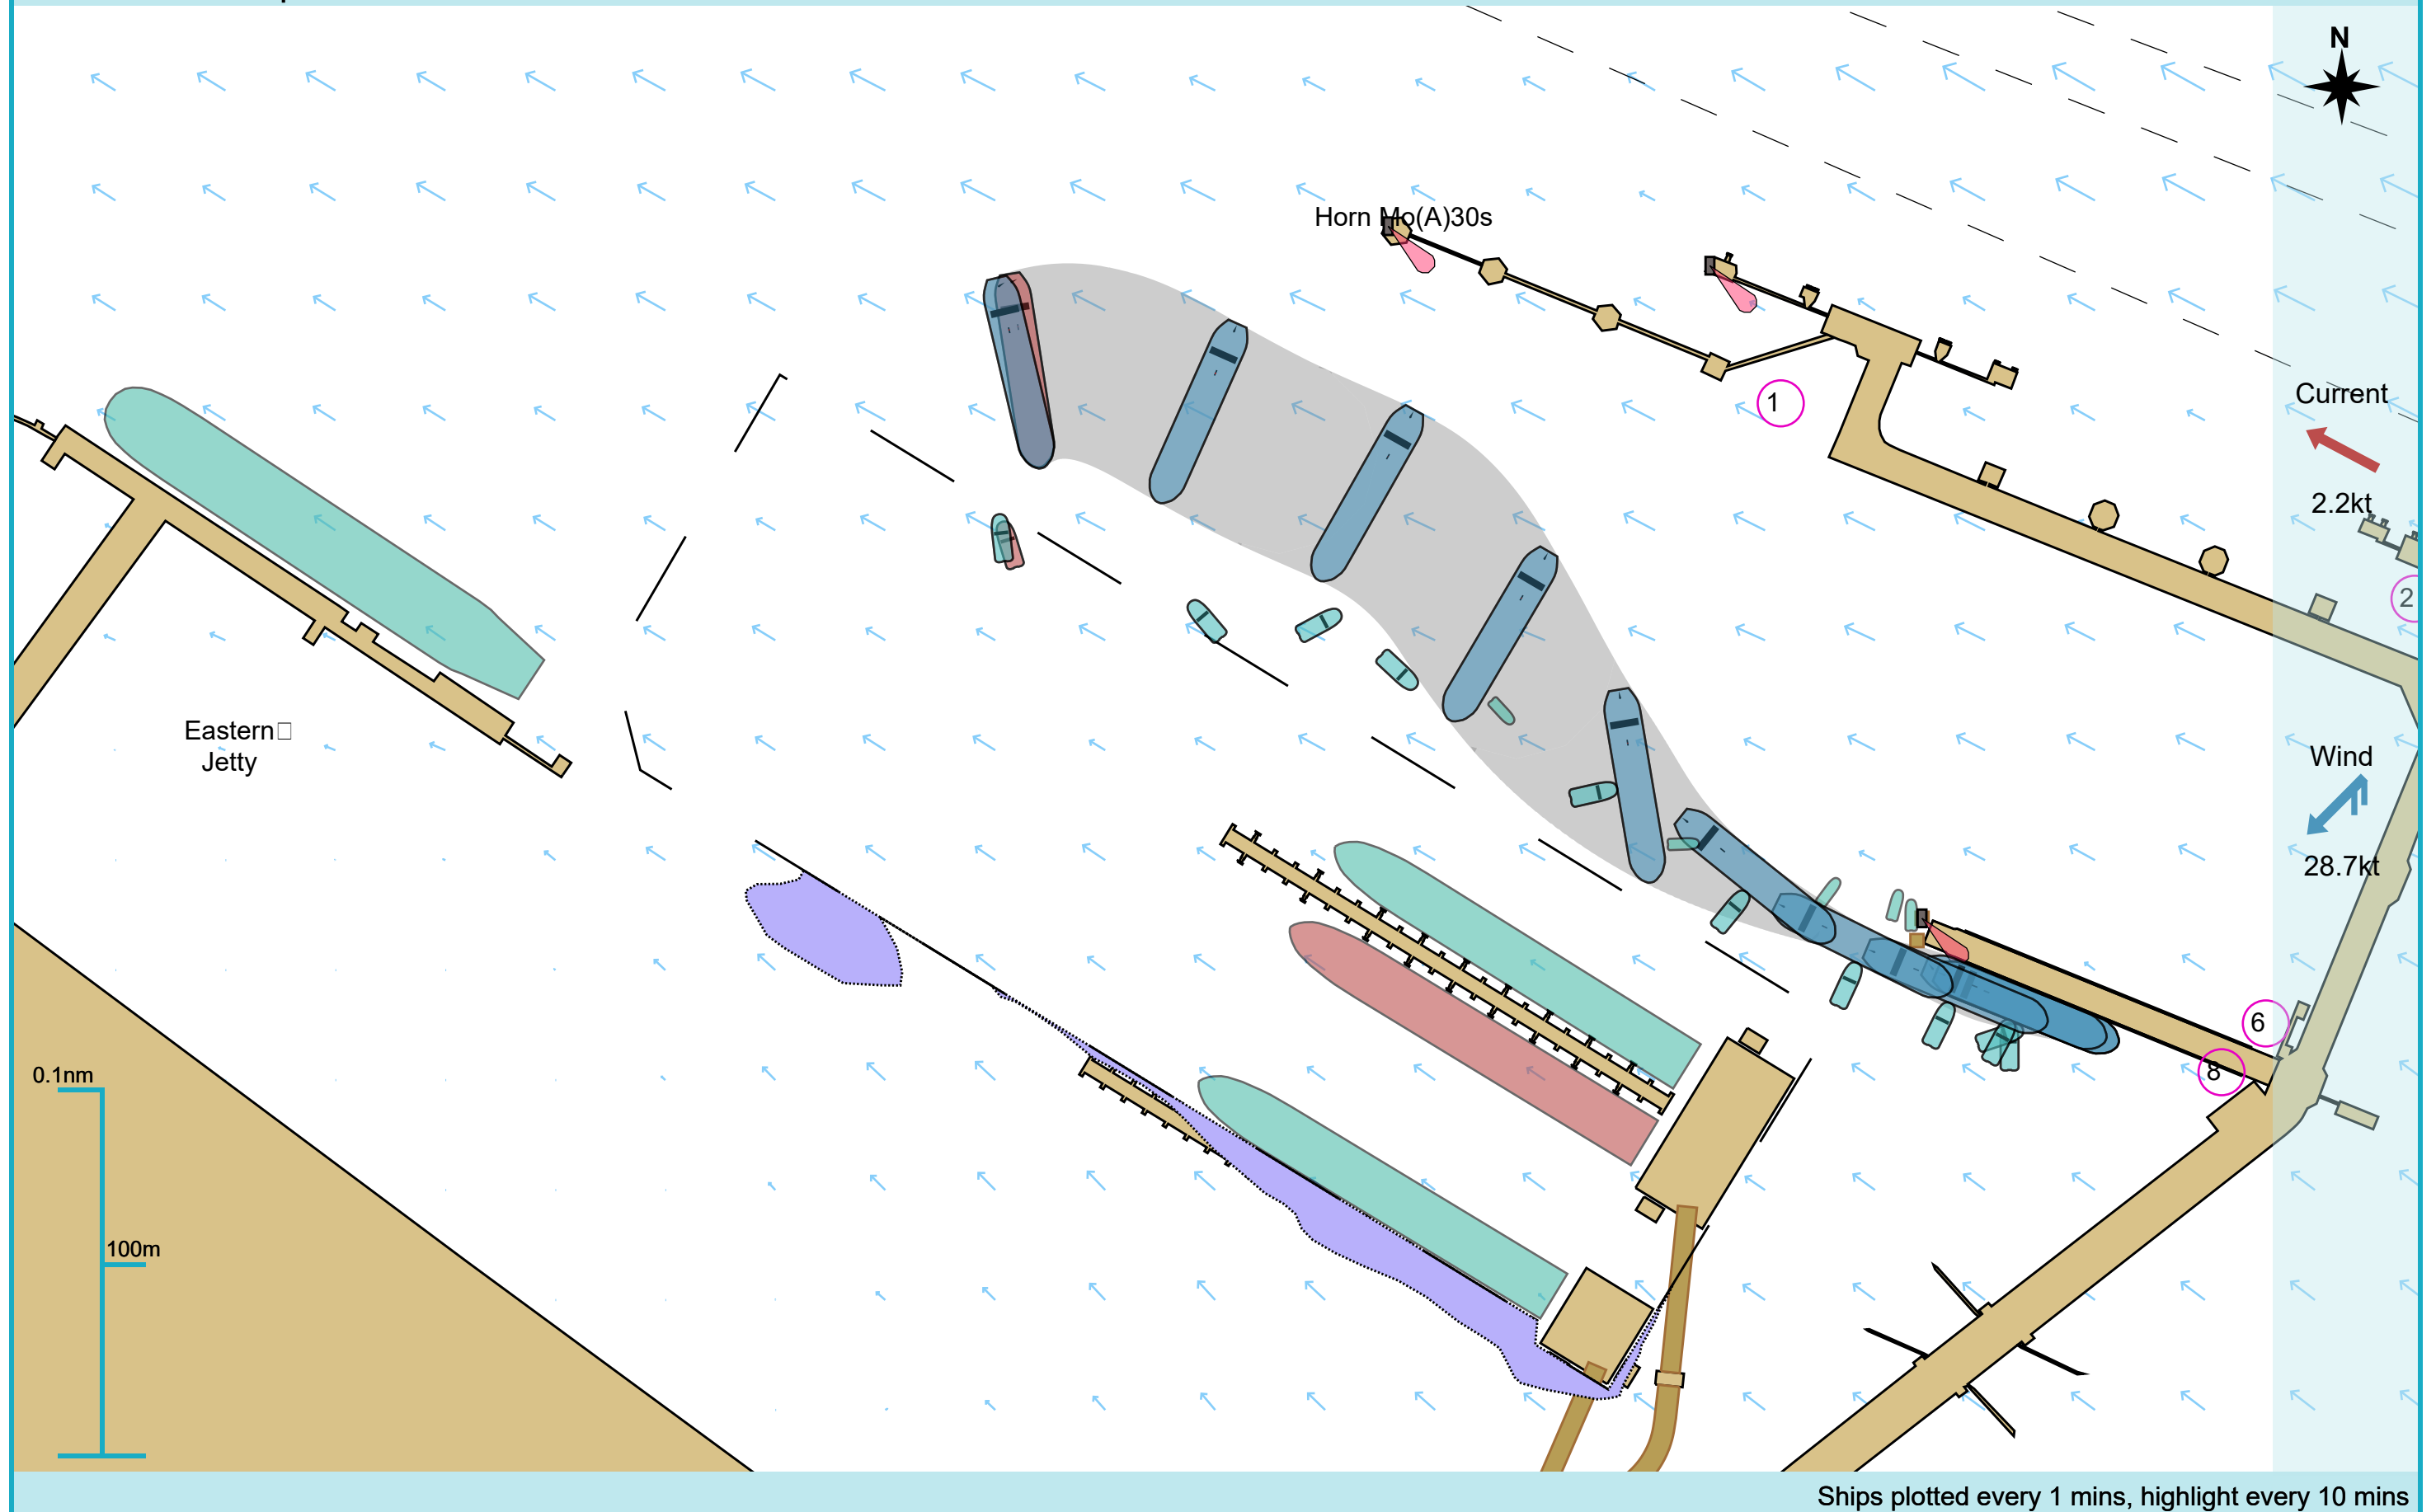 N
Horn Mo(A)30s
Current
1
2.2kt
2
Eastern
Jetty
Wind
28.7kt
6
8
0.1nm
100m
Ships plotted every 1 mins, highlight every 10 mins